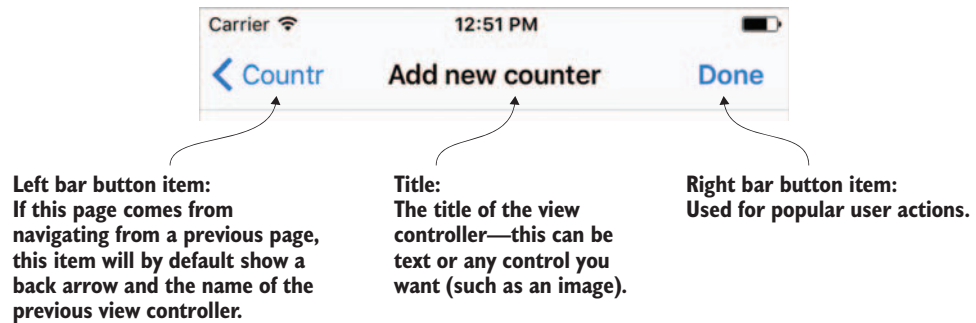 Carrier 12:51 PM
Countr Add new counter Done
Left bar button item:
If this page comes from
navigating from a previous page,
this item will by default show a
back arrow and the name of the
previous view controller.
Title:
The title of the view
controller—this can be
text or any control you
want (such as an image).
Right bar button item:
Used for popular user actions.